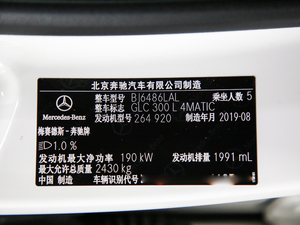 北京奔驰汽车有限公司制造
整车型号 BJ6486LAL 乘坐人数 5
整车型号 GLC 300 L 4MATIC
发动机型号 264 920 制造年月 2019-08
梅赛德斯-奔驰牌
1.0 %
发动机最大净功率 190 kW 发动机排量 1991 mL
最大允许总质量 2430 kg
中国 制造 车辆识别代号